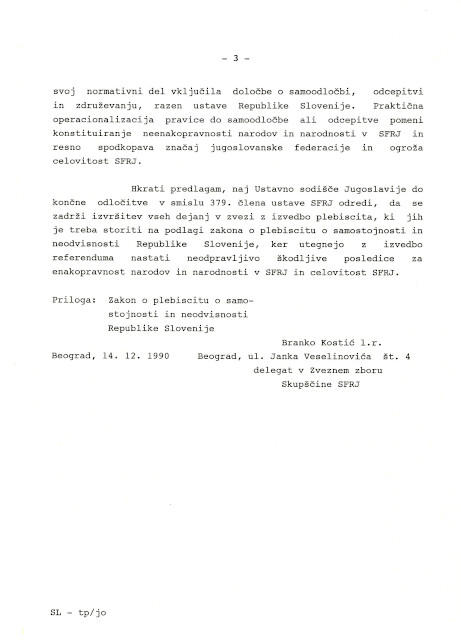 - 3 -
svoj normativni del vključila določbe o samoodločbi, odcepitvi
in združevanju, razen ustave Republike Slovenije. Praktična
operacionalizacija pravice do samoodločbe ali odcepitve pomeni
konstituiranje neenakopravnosti narodov in narodnosti v SFRJ in
resno spodkopava značaj jugoslovanske federacije in ogroža
celovitost SFRJ.
Hkrati predlagam, naj Ustavno sodišče Jugoslavije do
končne odločitve v smislu 379. člena ustave SFRJ odredi, da se
zadrži izvršitev vseh dejanj v zvezi z izvedbo plebiscita, ki jih
je treba storiti na podlagi zakona o plebiscitu o samostojnosti in
neodvisnosti Republike Slovenije, ker utegnejo z izvedbo
referenduma nastati neodpravljivo škodljive posledice za
enakopravnost narodov in narodnosti v SFRJ in celovitost SFRJ.
Priloga: Zakon o plebiscitu o samo-
stojnosti in neodvisnosti
Republike Slovenije
Branko Kostić l.r.
Beograd, 14. 12. 1990 Beograd, ul. Janka Veselinovića št. 4
delegat v Zveznem zboru
Skupščine SFRJ
SL - tp/jo